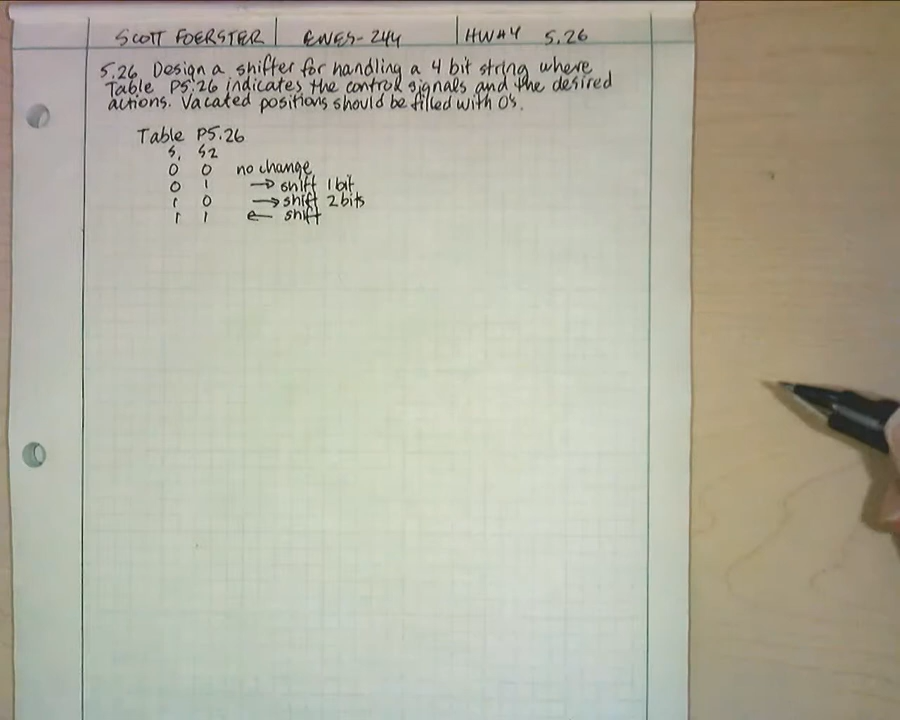 SCOTT FOERSTER ENES-244 HW#4 5.26
5.26 Design a shifter for handling a 4 bit string where
Table P5.26 indicates the control signals and the desired
actions. Vacated positions should be filled with 0's.
Table P5.26
S1 S2
0 0 no change
0 1 → shift 1 bit
1 0 → shift 2 bits
1 1 ← shift